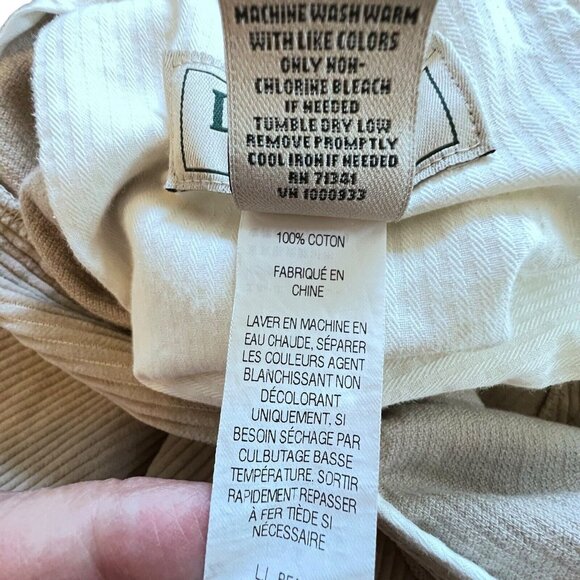 MACHINE WASH WARM
WITH LIKE COLORS
ONLY NON-
CHLORINE BLEACH
IF NEEDED
TUMBLE DRY LOW
REMOVE PROMPTLY
COOL IRON IF NEEDED
RN 71341
VN 1000933
100% COTON
FABRIQUÉ EN
CHINE
LAVER EN MACHINE EN
EAU CHAUDE, SÉPARER
LES COULEURS AGENT
BLANCHISSANT NON
DÉCOLORANT
UNIQUEMENT, SI
BESOIN SÉCHAGE PAR
CULBUTAGE BASSE
TEMPÉRATURE. SORTIR
RAPIDEMENT REPASSER
À FER TIÈDE SI
NÉCESSAIRE